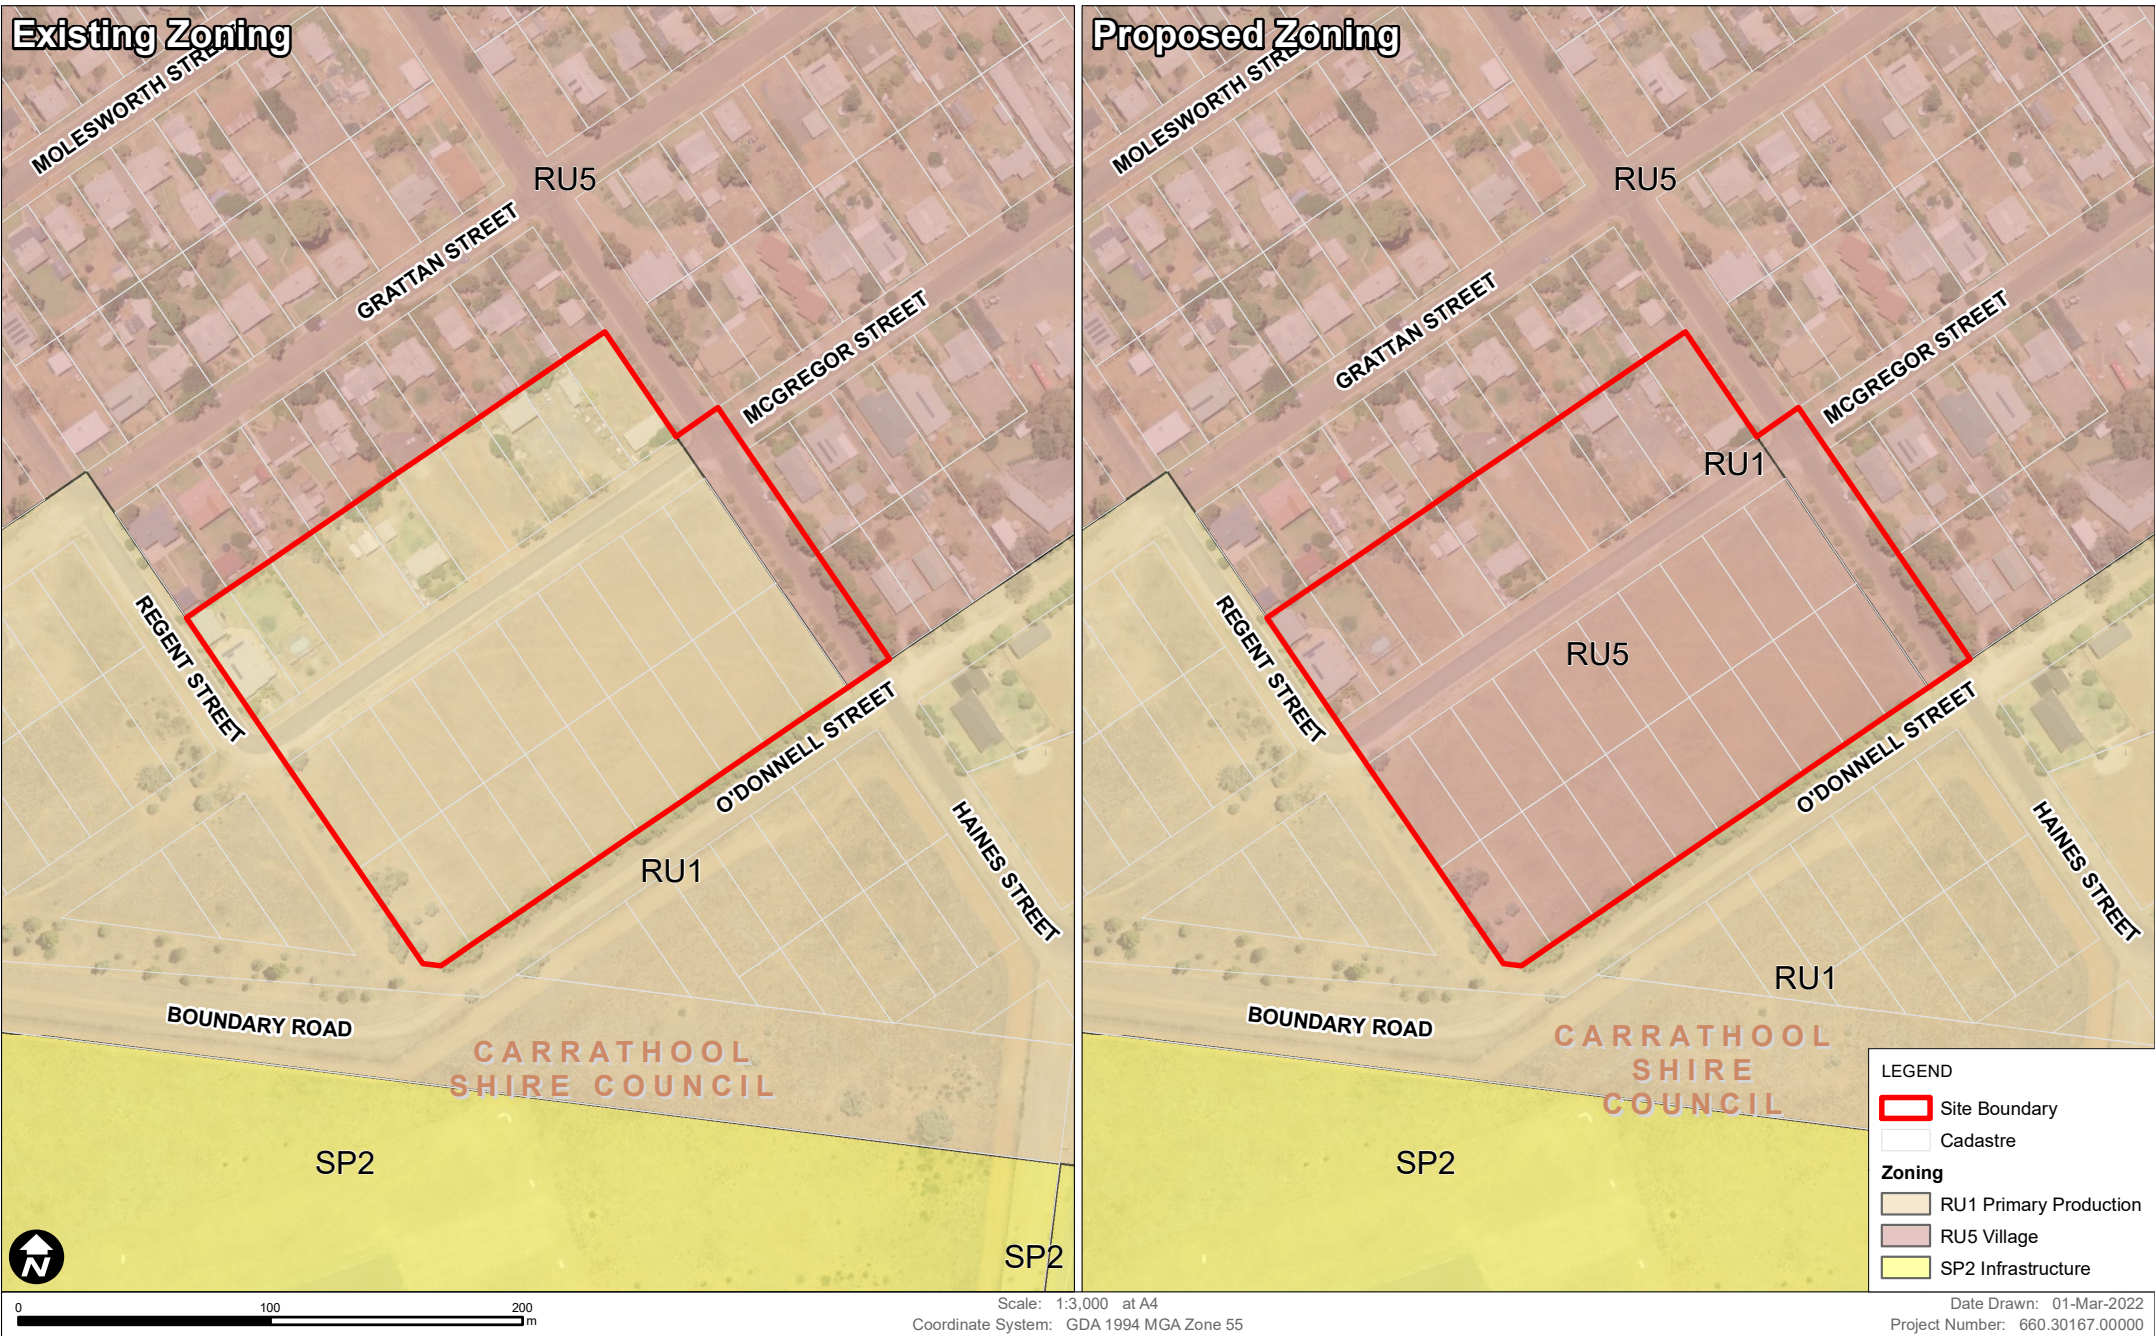 Existing Zoning
MOLESWORTH STREET
RU5
GRATTAN STREET
MCGREGOR STREET
REGENT STREET
O'DONNELL STREET
HAINES STREET
RU1
BOUNDARY ROAD
CARRATHOOL
SHIRE COUNCIL
SP2
SP2
N
Proposed Zoning
MOLESWORTH STREET
RU5
GRATTAN STREET
MCGREGOR STREET
RU1
RU5
REGENT STREET
O'DONNELL STREET
HAINES STREET
RU1
BOUNDARY ROAD
CARRATHOOL
SHIRE
COUNCIL
SP2
LEGEND
Site Boundary
Cadastre
Zoning
RU1 Primary Production
RU5 Village
SP2 Infrastructure
0 100 200
m
Scale: 1:3,000 at A4
Coordinate System: GDA 1994 MGA Zone 55
Date Drawn: 01-Mar-2022
Project Number: 660.30167.00000